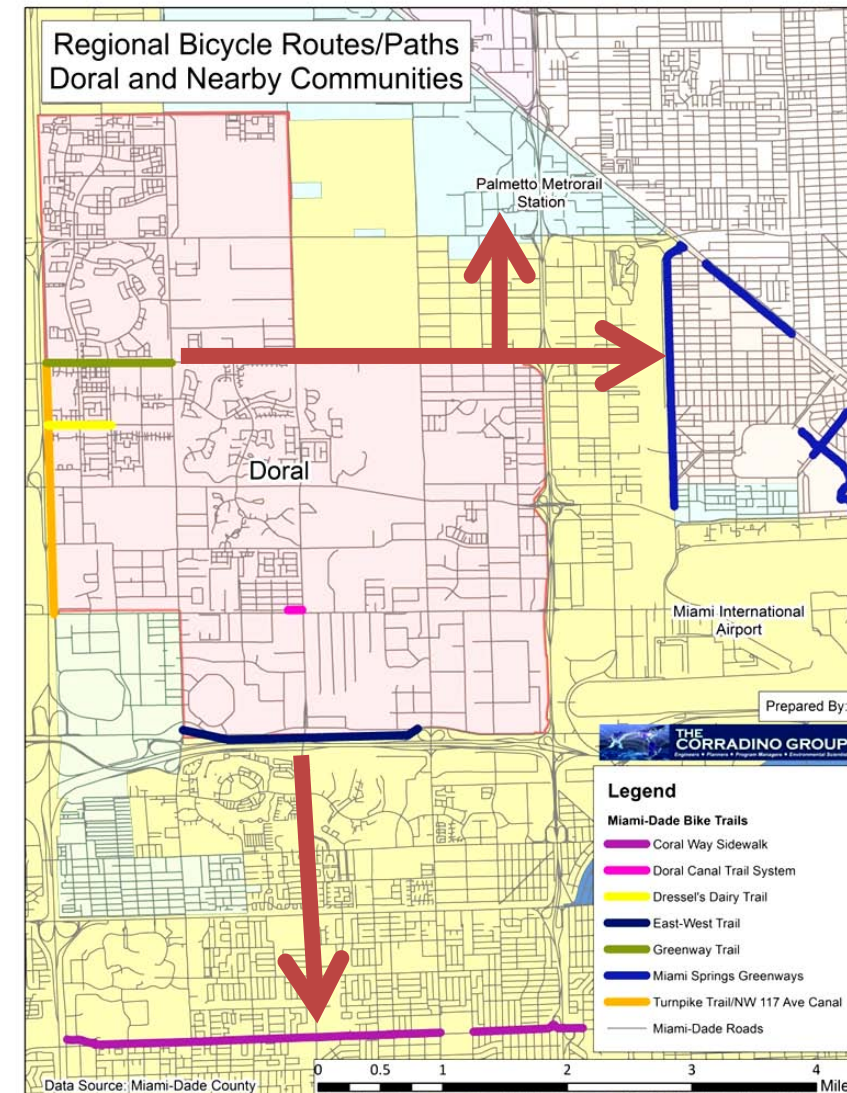 Regional Bicycle Routes/Paths
Doral and Nearby Communities
Palmetto Metrorail
Station
Doral
Miami International
Airport
Prepared By:
THE
CORRADINO GROUP
Legend
Miami-Dade Bike Trails
Coral Way Sidewalk
Doral Canal Trail System
Dressel's Dairy Trail
East-West Trail
Greenway Trail
Miami Springs Greenways
Turnpike Trail/NW 117 Ave Canal
Miami-Dade Roads
0 0.5 1 2 3 4
Mile
Data Source: Miami-Dade County